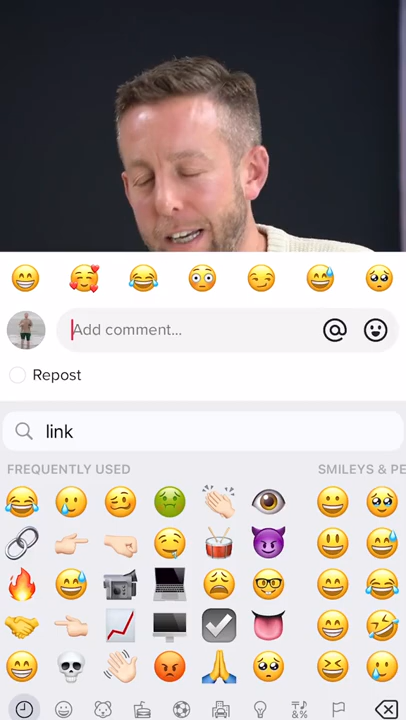 Add comment...
Repost
link
FREQUENTLY USED
SMILEYS & PE